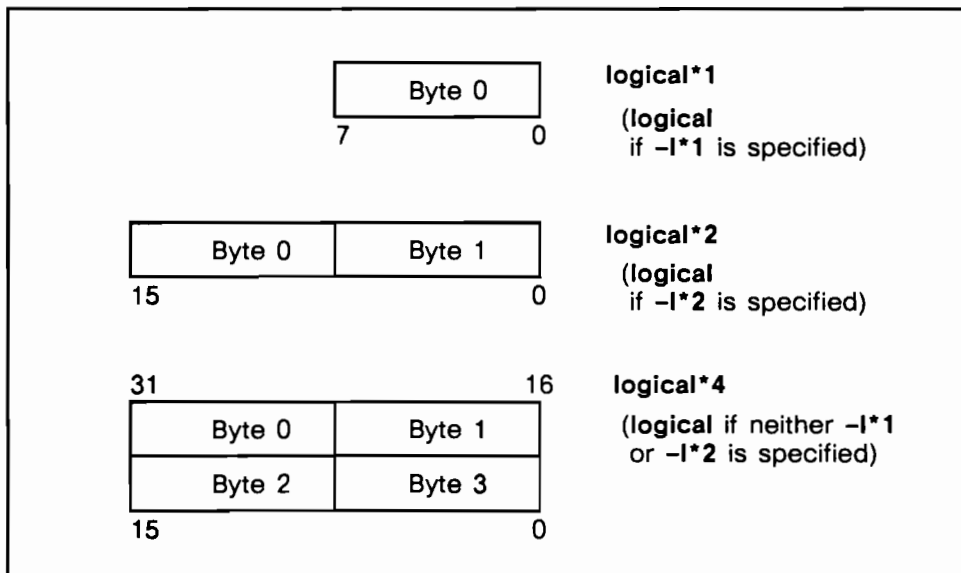 Byte 0
7 0
logical*1
(logical
if -l*1 is specified)
Byte 0 Byte 1
15 0
logical*2
(logical
if -l*2 is specified)
31 16
Byte 0 Byte 1
Byte 2 Byte 3
15 0
logical*4
(logical if neither -l*1
or -l*2 is specified)